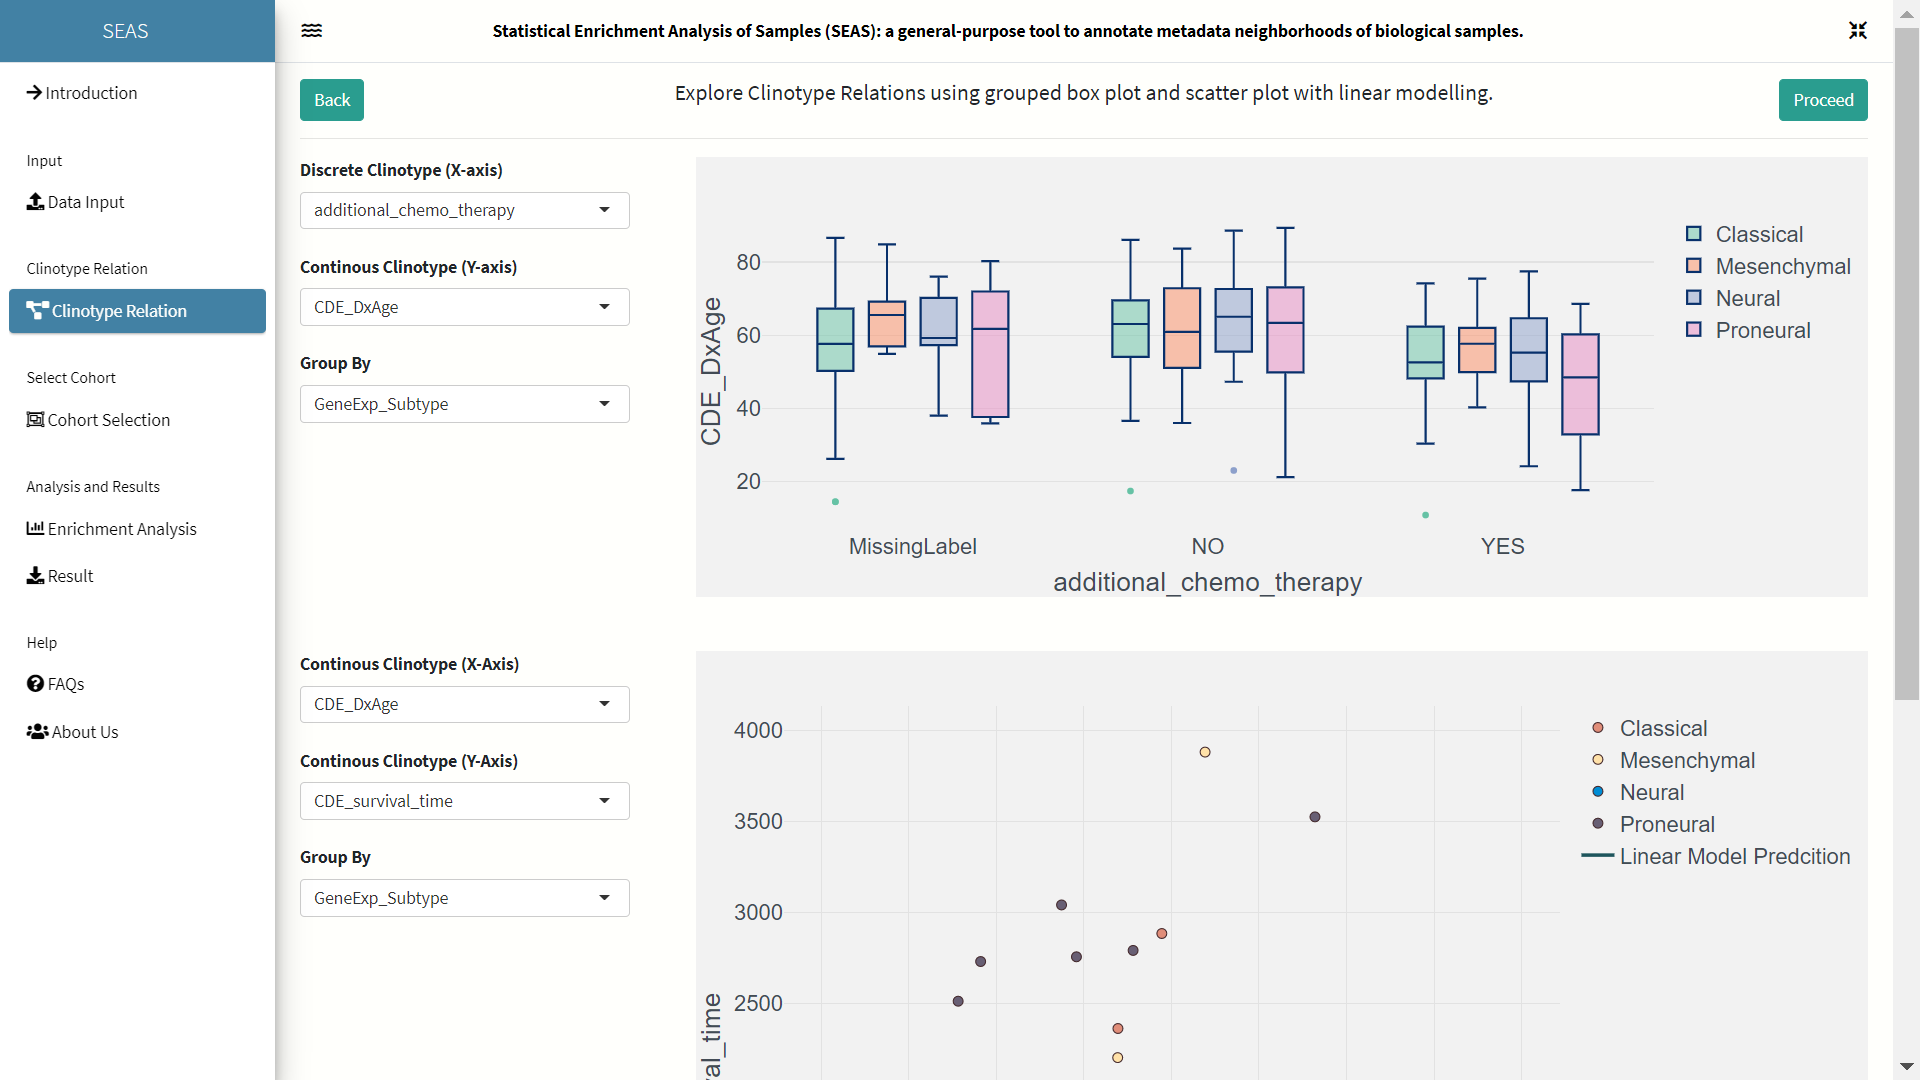 SEAS
Statistical Enrichment Analysis of Samples (SEAS): a general-purpose tool to annotate metadata neighborhoods of biological samples.
Introduction
Input
Data Input
Clinotype Relation
Clinotype Relation
Select Cohort
Cohort Selection
Analysis and Results
Enrichment Analysis
Result
Help
FAQs
About Us
Back
Explore Clinotype Relations using grouped box plot and scatter plot with linear modelling.
Proceed
Discrete Clinotype (X-axis)
additional_chemo_therapy
Continous Clinotype (Y-axis)
CDE_DxAge
Group By
GeneExp_Subtype
CDE_DxAge
80
60
40
20
MissingLabel
NO
YES
additional_chemo_therapy
Classical
Mesenchymal
Neural
Proneural
Continous Clinotype (X-Axis)
CDE_DxAge
Continous Clinotype (Y-Axis)
CDE_survival_time
Group By
GeneExp_Subtype
val_time
4000
3500
3000
2500
Classical
Mesenchymal
Neural
Proneural
Linear Model Predcition